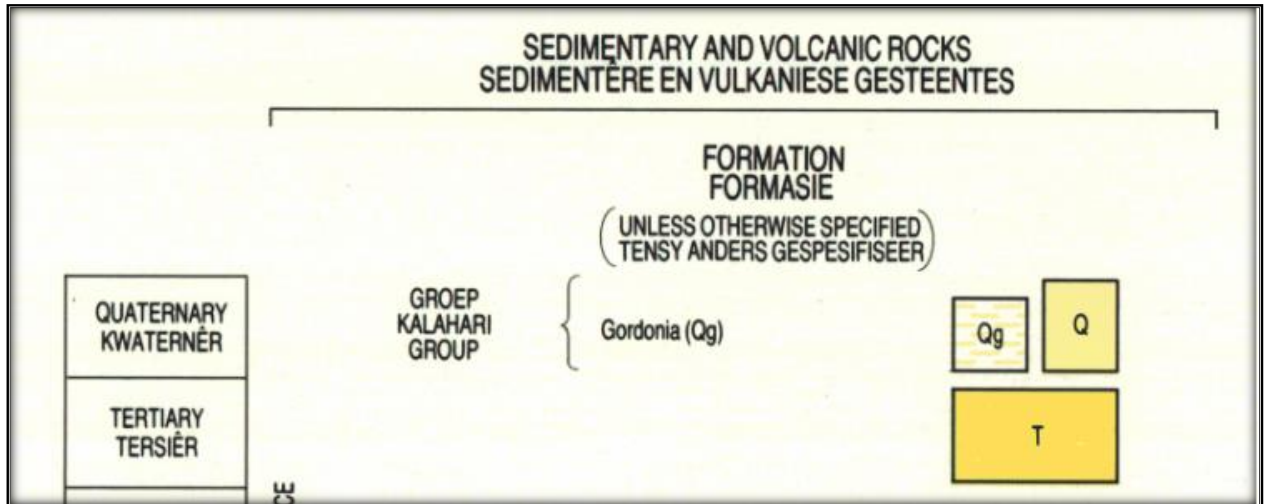 SEDIMENTARY AND VOLCANIC ROCKS
SEDIMENTÊRE EN VULKANIESE GESTEENTES
FORMATION
FORMASIE
(UNLESS OTHERWISE SPECIFIED
TENSY ANDERS GESPESIFISEER)
QUATERNARY
KWATERNÊR
GROEP
KALAHARI
GROUP
Gordonia (Qg)
Qg
Q
TERTIARY
TERSIÊR
T